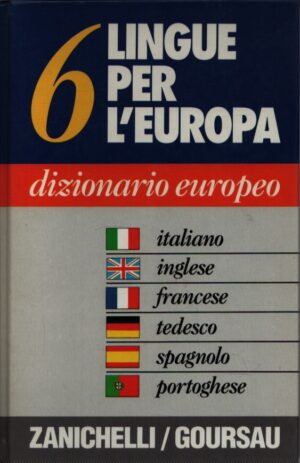 6 LINGUE
PER
L'EUROPA
dizionario europeo
italiano
inglese
francese
tedesco
spagnolo
portoghese
ZANICHELLI/GOURSAU